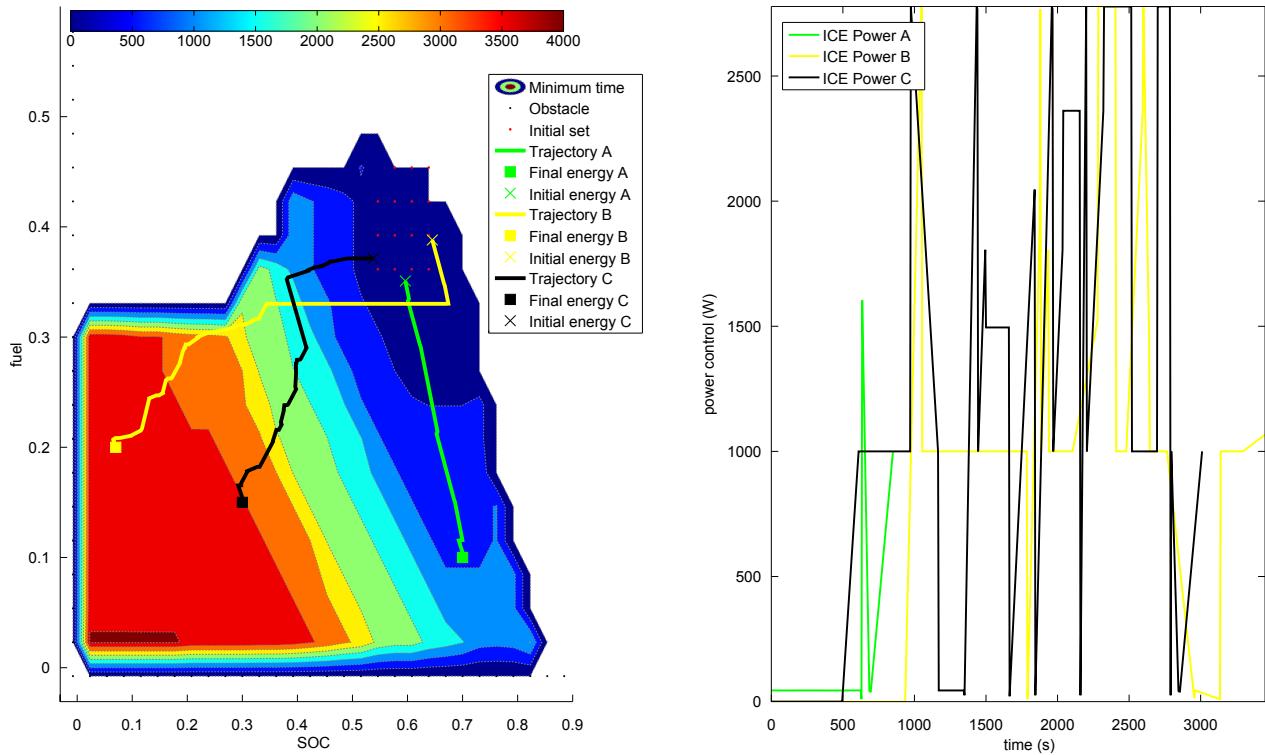 0 500 1000 1500 2000 2500 3000 3500 4000
Minimum time
Obstacle
Initial set
Trajectory A
Final energy A
Initial energy A
Trajectory B
Final energy B
Initial energy B
Trajectory C
Final energy C
Initial energy C
0.5
0.4
0.3
0.2
0.1
0
fuel
0 0.1 0.2 0.3 0.4 0.5 0.6 0.7 0.8 0.9
SOC
ICE Power A
ICE Power B
ICE Power C
2500
2000
1500
1000
500
0
power control (W)
0 500 1000 1500 2000 2500 3000
time (s)